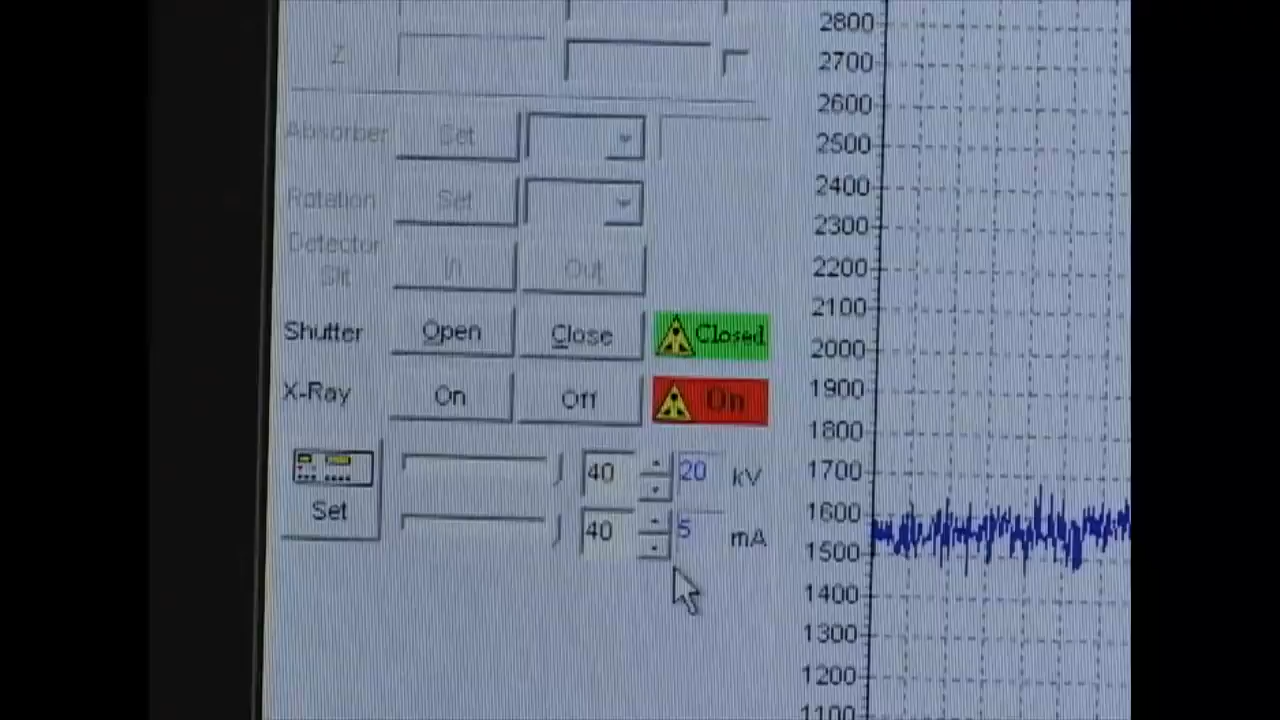 Z
Absorber Set
Rotation Set
Detector
Slit In Out
Shutter Open Close Closed
X-Ray On Off On
40 20 kV
Set
40 5 mA
2800
2700
2600
2500
2400
2300
2200
2100
2000
1900
1800
1700
1600
1500
1400
1300
1200
1100